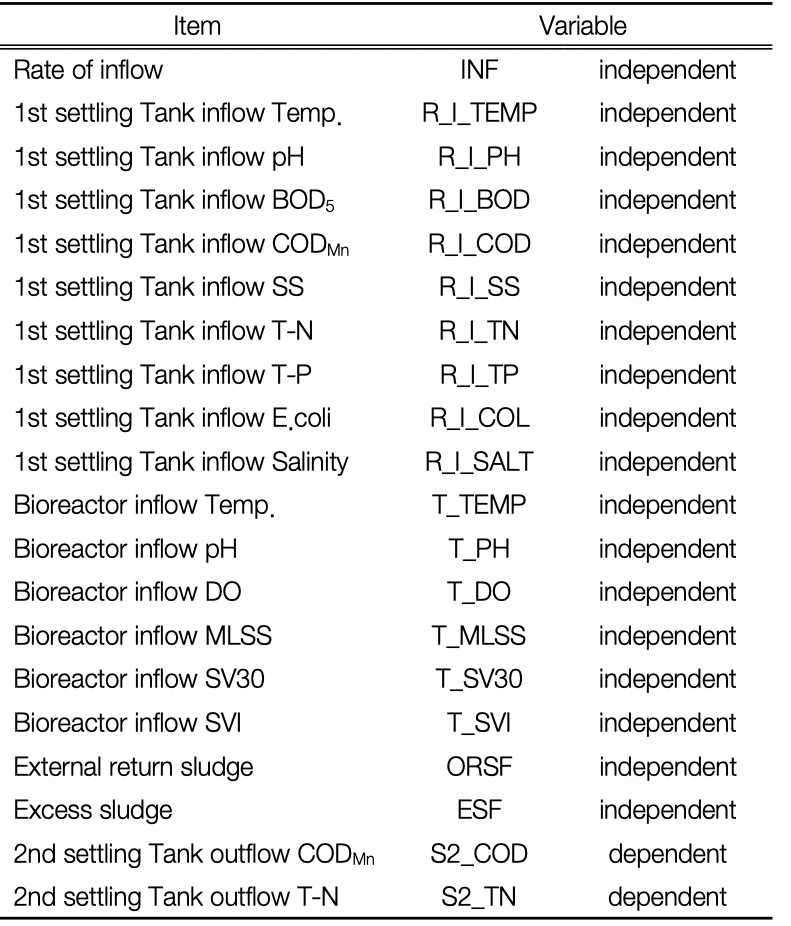 Item Variable
Rate of inflow INF independent
1st settling Tank inflow Temp. R_I_TEMP independent
1st settling Tank inflow pH R_I_PH independent
1st settling Tank inflow BOD5 R_I_BOD independent
1st settling Tank inflow CODMn R_I_COD independent
1st settling Tank inflow SS R_I_SS independent
1st settling Tank inflow T-N R_I_TN independent
1st settling Tank inflow T-P R_I_TP independent
1st settling Tank inflow E.coli R_I_COL independent
1st settling Tank inflow Salinity R_I_SALT independent
Bioreactor inflow Temp. T_TEMP independent
Bioreactor inflow pH T_PH independent
Bioreactor inflow DO T_DO independent
Bioreactor inflow MLSS T_MLSS independent
Bioreactor inflow SV30 T_SV30 independent
Bioreactor inflow SVI T_SVI independent
External return sludge ORSF independent
Excess sludge ESF independent
2nd settling Tank outflow CODMn S2_COD dependent
2nd settling Tank outflow T-N S2_TN dependent